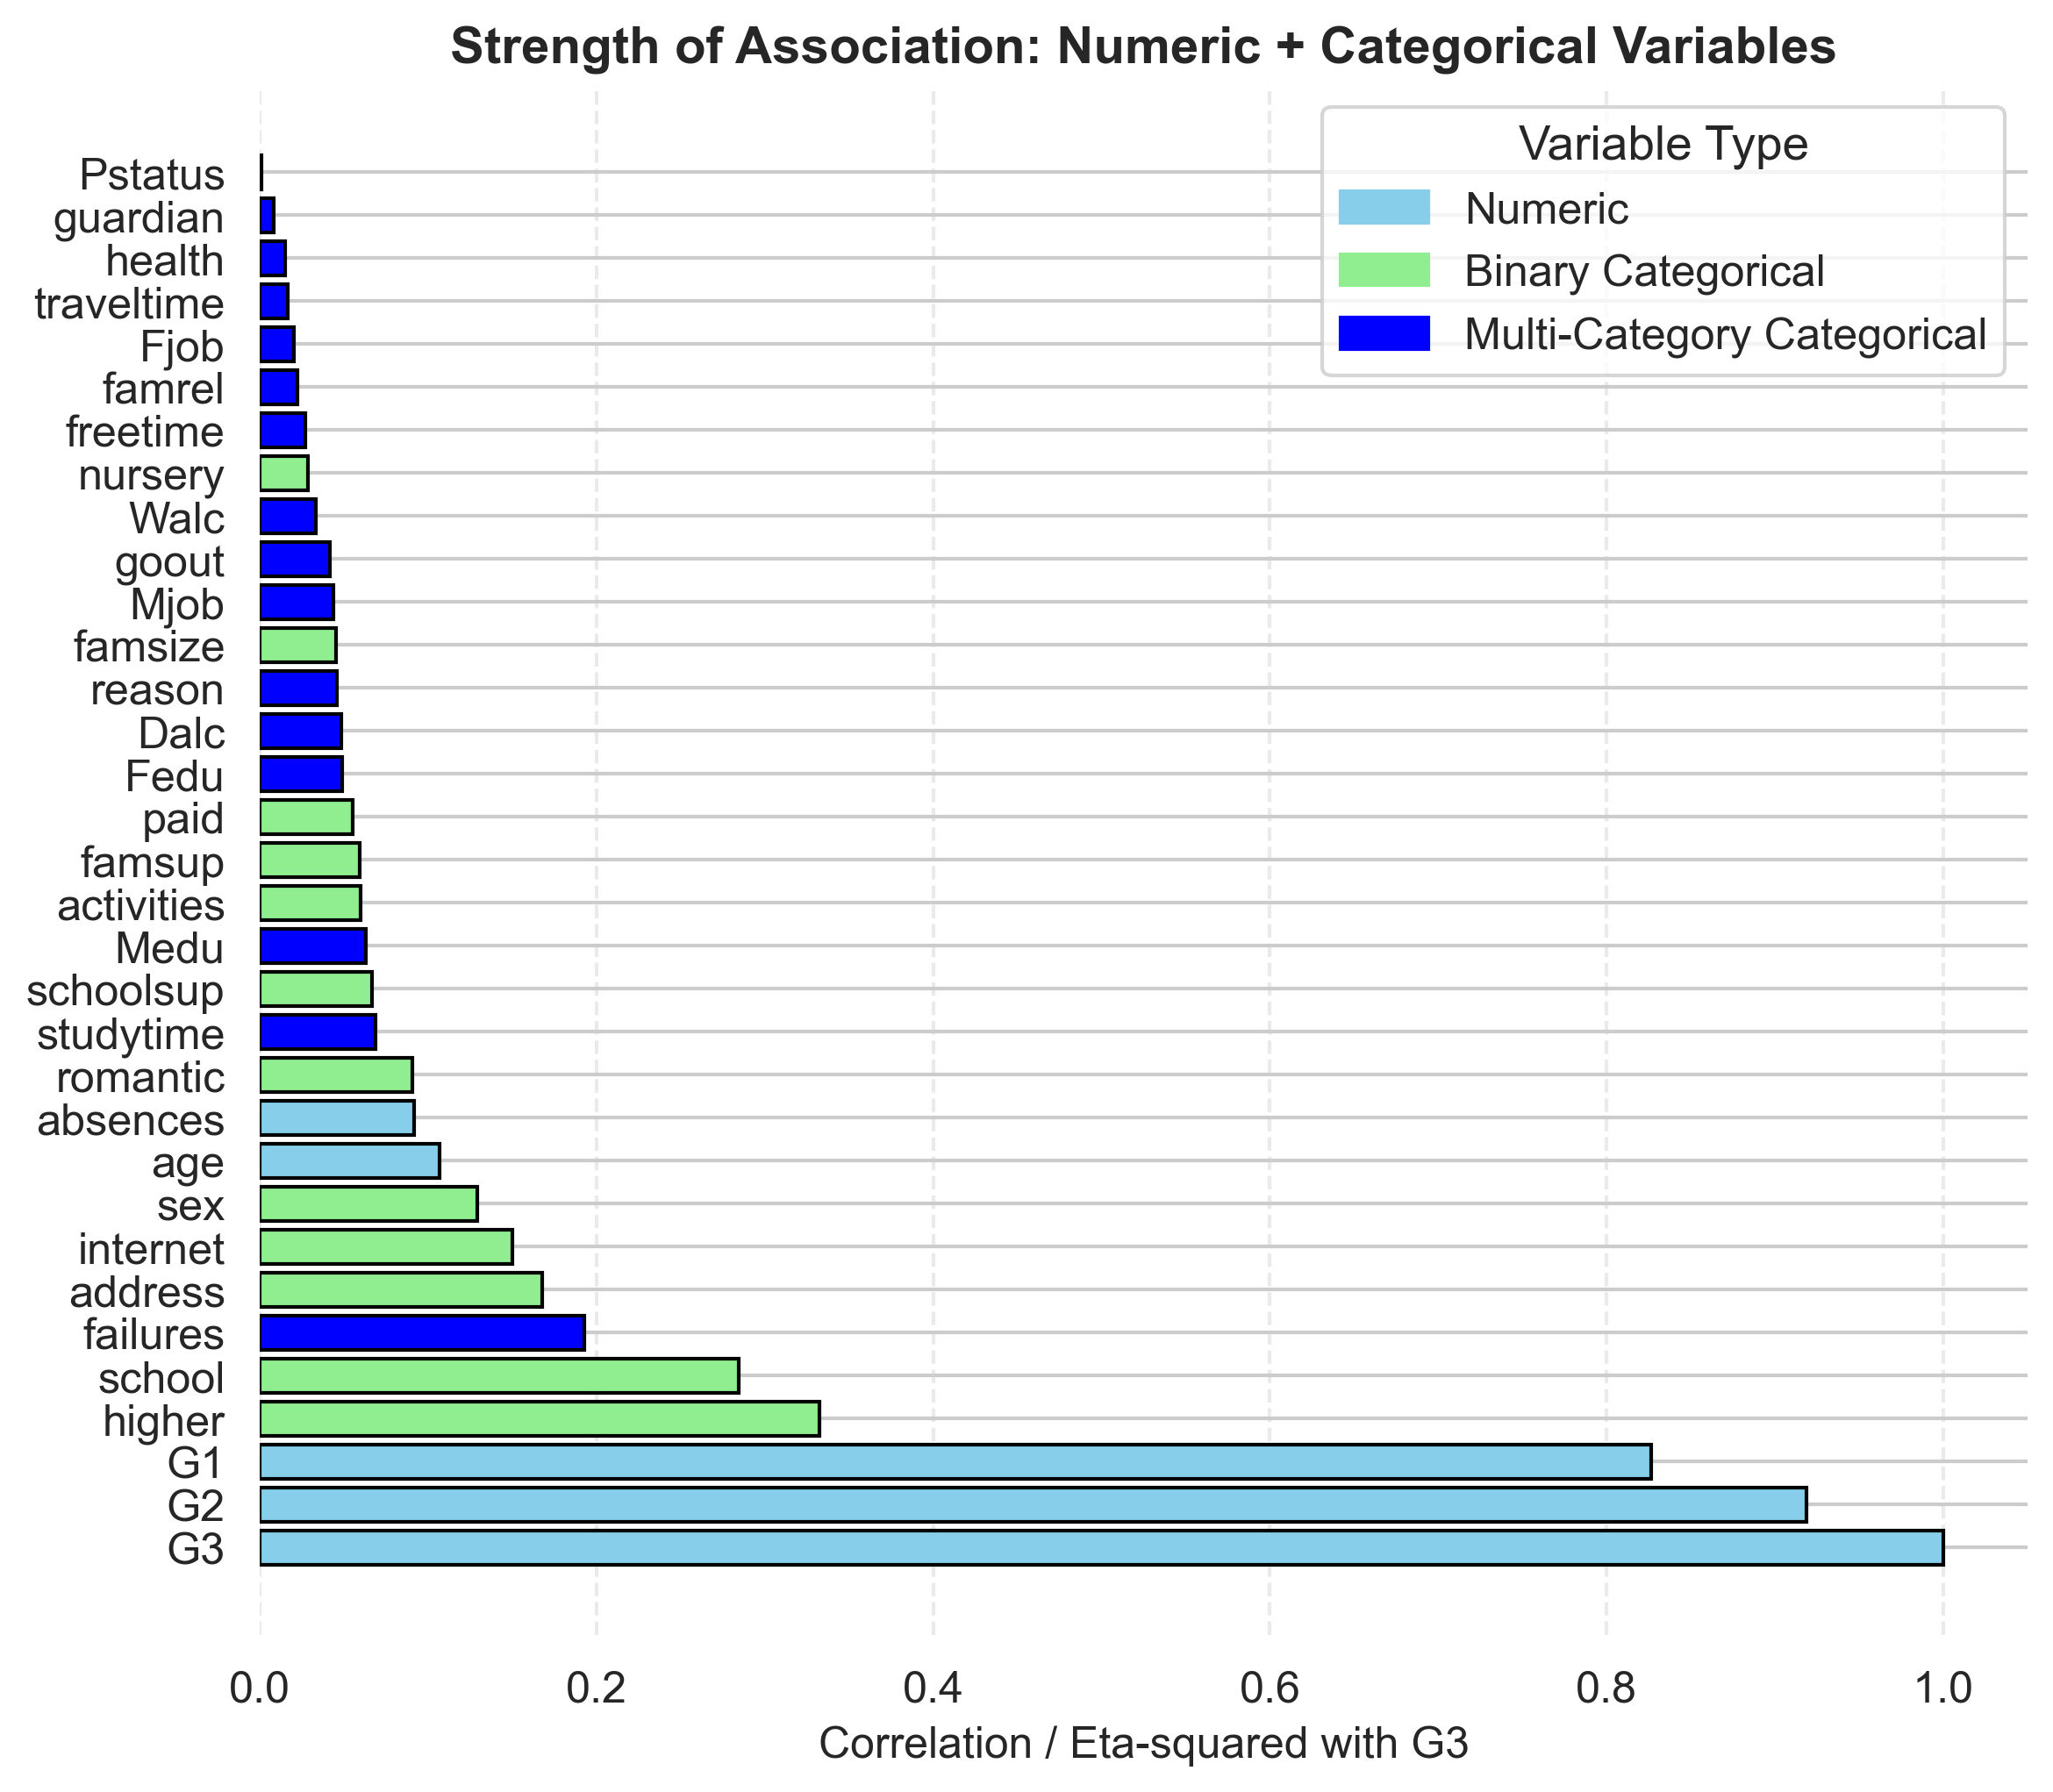 Strength of Association: Numeric + Categorical Variables
Variable Type
Numeric
Binary Categorical
Multi-Category Categorical
Pstatus
guardian
health
traveltime
Fjob
famrel
freetime
nursery
Walc
goout
Mjob
famsize
reason
Dalc
Fedu
paid
famsup
activities
Medu
schoolsup
studytime
romantic
absences
age
sex
internet
address
failures
school
higher
G1
G2
G3
0.0 0.2 0.4 0.6 0.8 1.0
Correlation / Eta-squared with G3